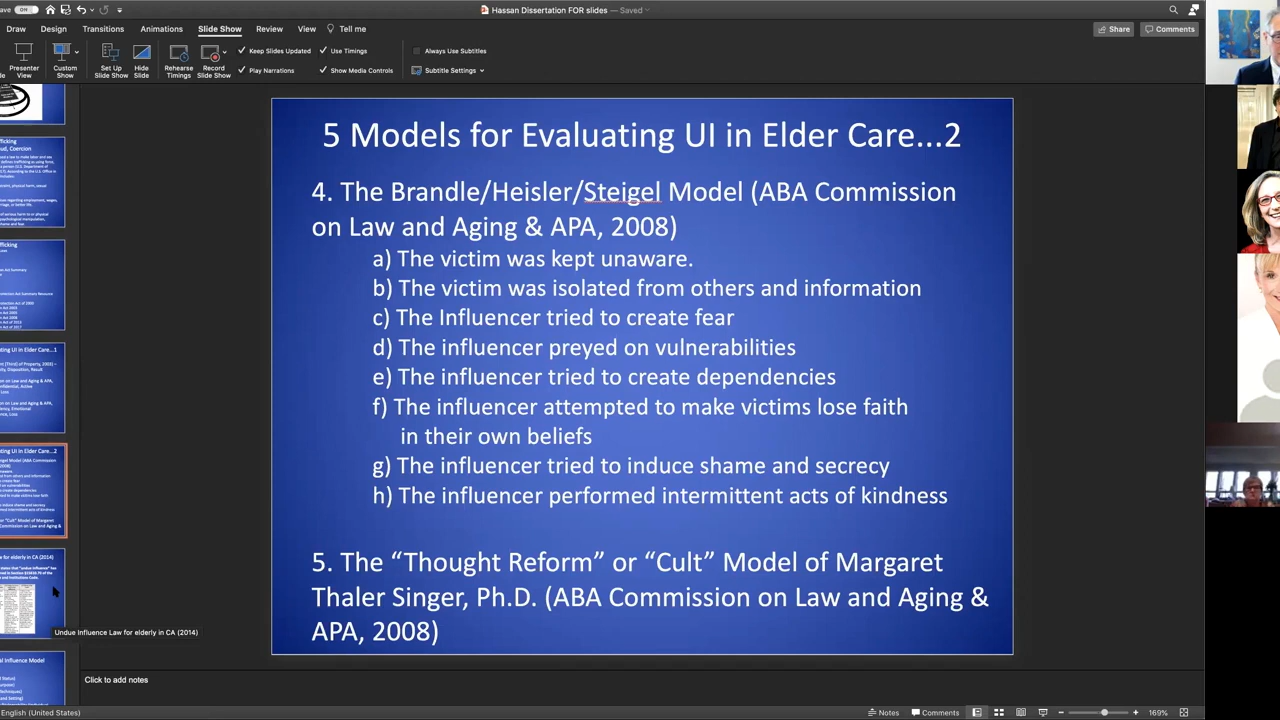 ave ON Hassan Dissertation FOR slides — Saved
Draw Design Transitions Animations Slide Show Review View Tell me Share Comments
Presenter View
Custom Show
Set Up Slide Show
Hide Slide
Rehearse Timings
Record Slide Show
Keep Slides Updated Use Timings Always Use Subtitles
Play Narrations Show Media Controls Subtitle Settings
5 Models for Evaluating UI in Elder Care...2
4. The Brandle/Heisler/Steigel Model (ABA Commission
on Law and Aging & APA, 2008)
a) The victim was kept unaware.
b) The victim was isolated from others and information
c) The Influencer tried to create fear
d) The influencer preyed on vulnerabilities
e) The influencer tried to create dependencies
f) The influencer attempted to make victims lose faith
in their own beliefs
g) The influencer tried to induce shame and secrecy
h) The influencer performed intermittent acts of kindness
5. The “Thought Reform” or “Cult” Model of Margaret
Thaler Singer, Ph.D. (ABA Commission on Law and Aging &
APA, 2008)
Undue Influence Law for elderly in CA (2014)
Click to add notes
English (United States) Notes Comments 169%